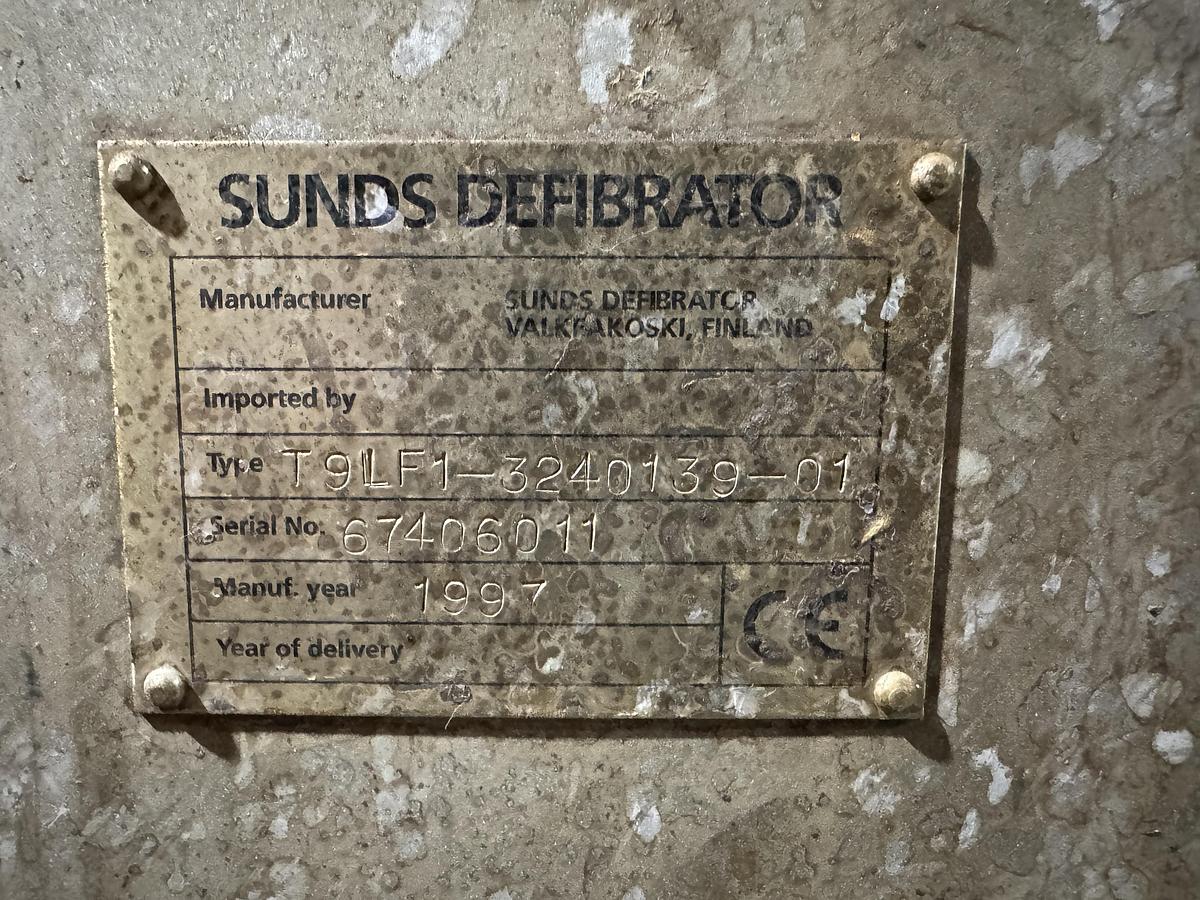 SUNDS DEFIBRATOR
Manufacturer SUNDS DEFIBRATOR
VALKEAKOSKI, FINLAND
Imported by
Type T9LF1-3240139-01
Serial No. 67406011
Manuf. year 1997
Year of delivery
CE